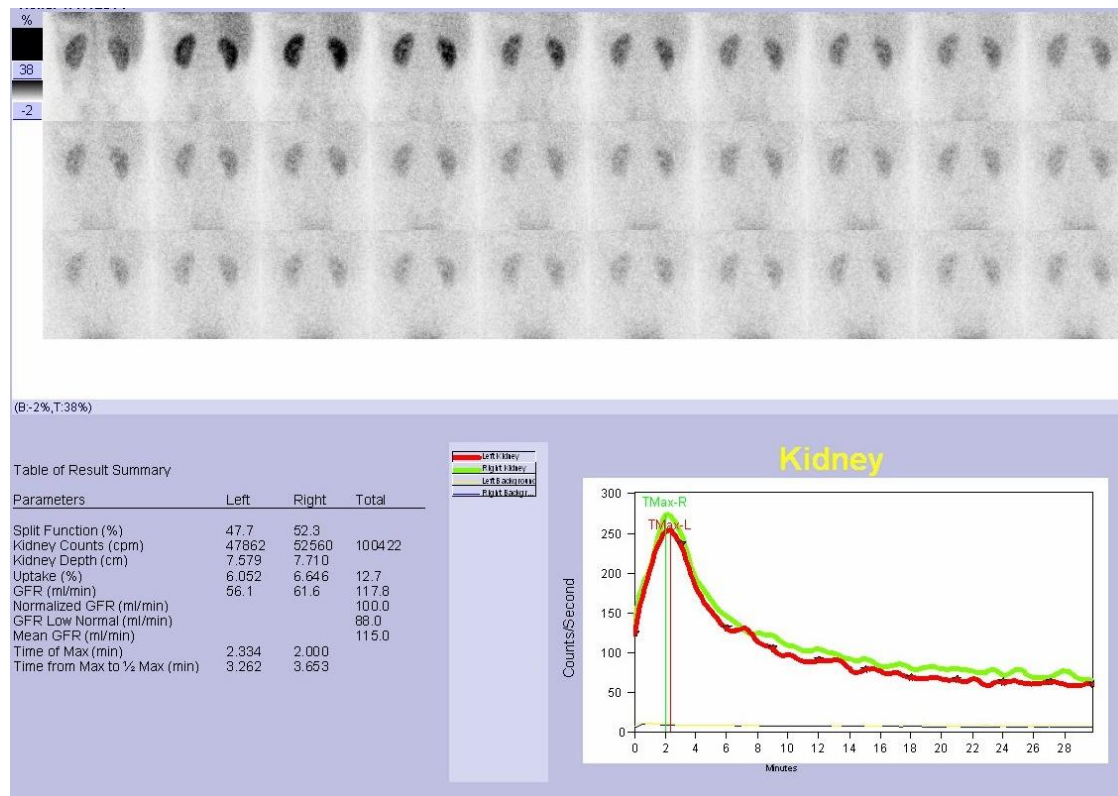 %
38
-2
(B:-2%,T:38%)
Table of Result Summary
Parameters Left Right Total
Split Function (%) 47.7 52.3
Kidney Counts (cpm) 47862 52560 100422
Kidney Depth (cm) 7.579 7.710
Uptake (%) 6.052 6.646 12.7
GFR (ml/min) 56.1 61.6 117.8
Normalized GFR (ml/min) 100.0
GFR Low Normal (ml/min) 88.0
Mean GFR (ml/min) 115.0
Time of Max (min) 2.334 2.000
Time from Max to ½ Max (min) 3.262 3.653
Left Kidney
Right Kidney
Left Background
Right Backgr...
Kidney
TMax-R
TMax-L
Counts/Second
300
250
200
150
100
50
0
0 2 4 6 8 10 12 14 16 18 20 22 24 26 28
Minutes